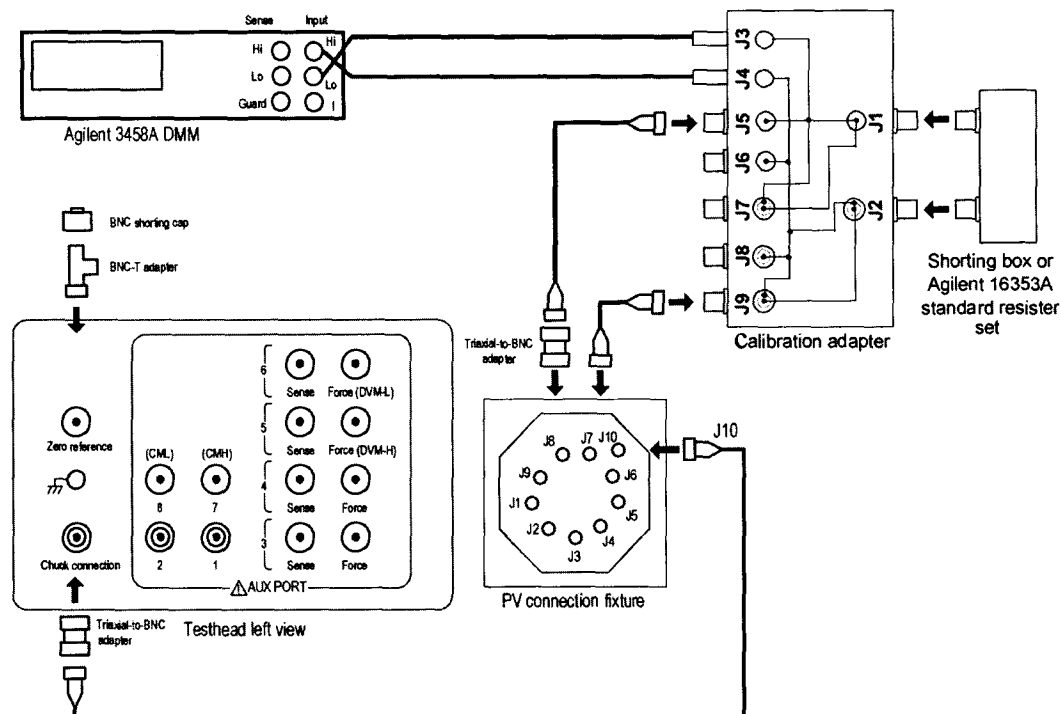 Sense Input
Hi Hi
Lo Lo
Guard I
Agilent 3458A DMM
J3
J4
J5
J6
J7
J8
J9
J1
J2
Calibration adapter
Shorting box or
Agilent 16353A
standard resister
set
BNC shorting cap
BNC-T adapter
Triaxial-to-BNC
adapter
Zero reference
Chuck connection
(CML) (CMH)
8 7
2 1
6
Sense Force (DVM-L)
5
Sense Force (DVM-H)
4
Sense Force
3
Sense Force
AUX PORT
Testhead left view
Triaxial-to-BNC
adapter
J8 J7 J10
J9 J6
J1 J5
J2 J4
J3
J10
PV connection fixture